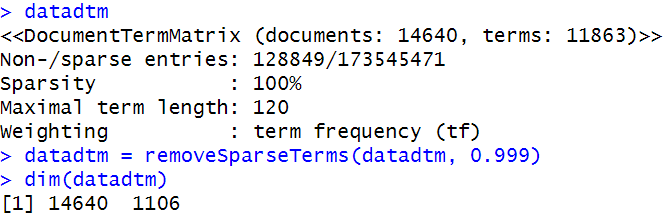 > datadtm
<<DocumentTermMatrix (documents: 14640, terms: 11863)>>
Non-/sparse entries: 128849/173545471
Sparsity           : 100%
Maximal term length: 120
Weighting          : term frequency (tf)
> datadtm = removeSparseTerms(datadtm, 0.999)
> dim(datadtm)
[1] 14640  1106